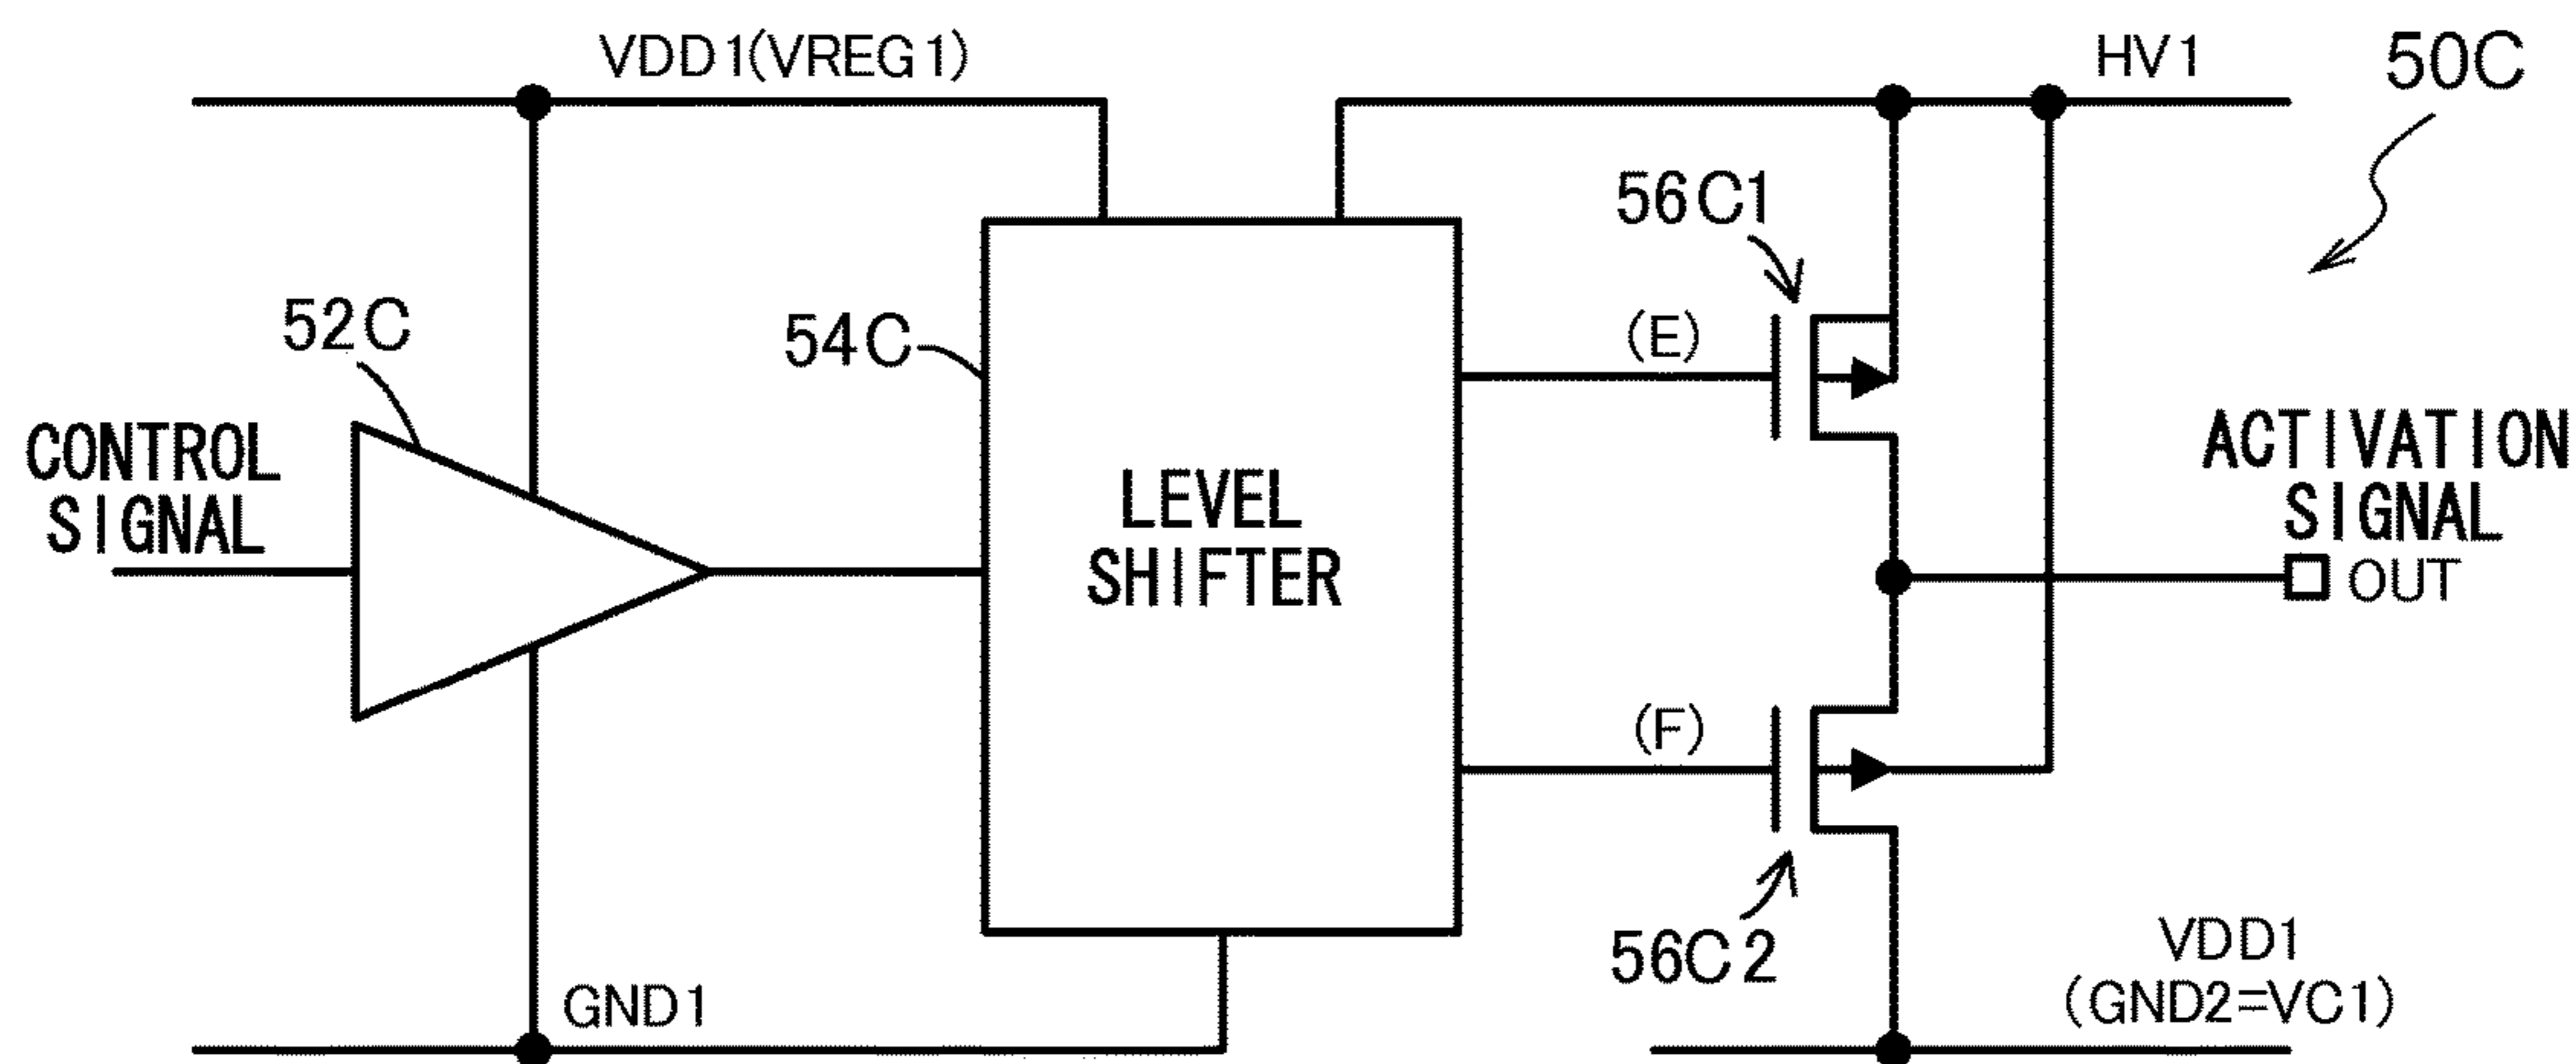 VDD1(VREG1)
HV1
50C
56C1
52C
54C
(E)
CONTROL
SIGNAL
LEVEL
SHIFTER
ACTIVATION
SIGNAL
OUT
(F)
56C2
VDD1
(GND2=VC1)
GND1